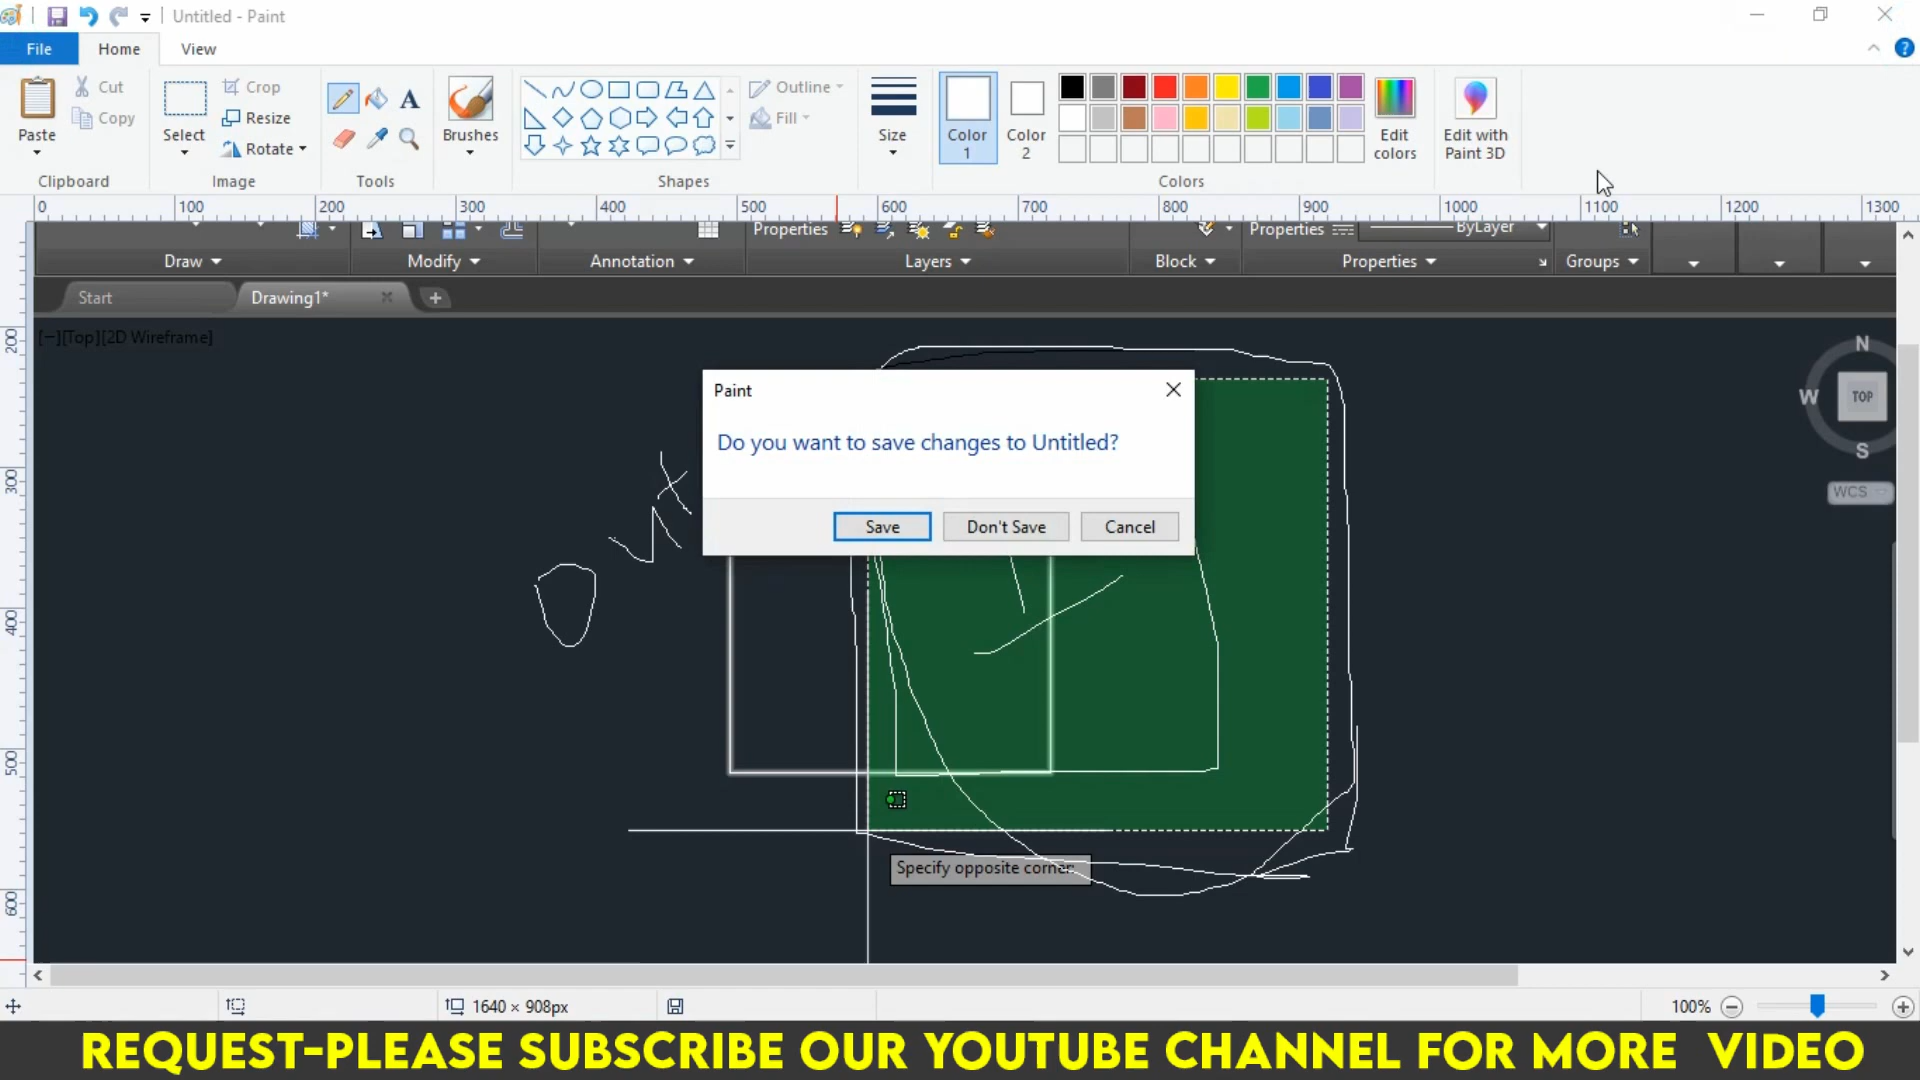 Untitled - Paint
File Home View
Paste Cut Copy Clipboard
Select Crop Resize Rotate Image
Tools
Brushes
Shapes
Outline Fill
Size
Color 1 Color 2
Edit colors
Colors
Edit with Paint 3D
0 100 200 300 400 500 600 700 800 900 1000 1100 1200 1300
Properties Properties ByLayer
Draw Modify Annotation Layers Block Properties Groups
Start Drawing1*
[−][Top][2D Wireframe]
N
W TOP
S
WCS
200
300
400
500
600
Paint
Do you want to save changes to Untitled?
Save Don't Save Cancel
Specify opposite corner:
1640 × 908px 100%
REQUEST-PLEASE SUBSCRIBE OUR YOUTUBE CHANNEL FOR MORE VIDEO